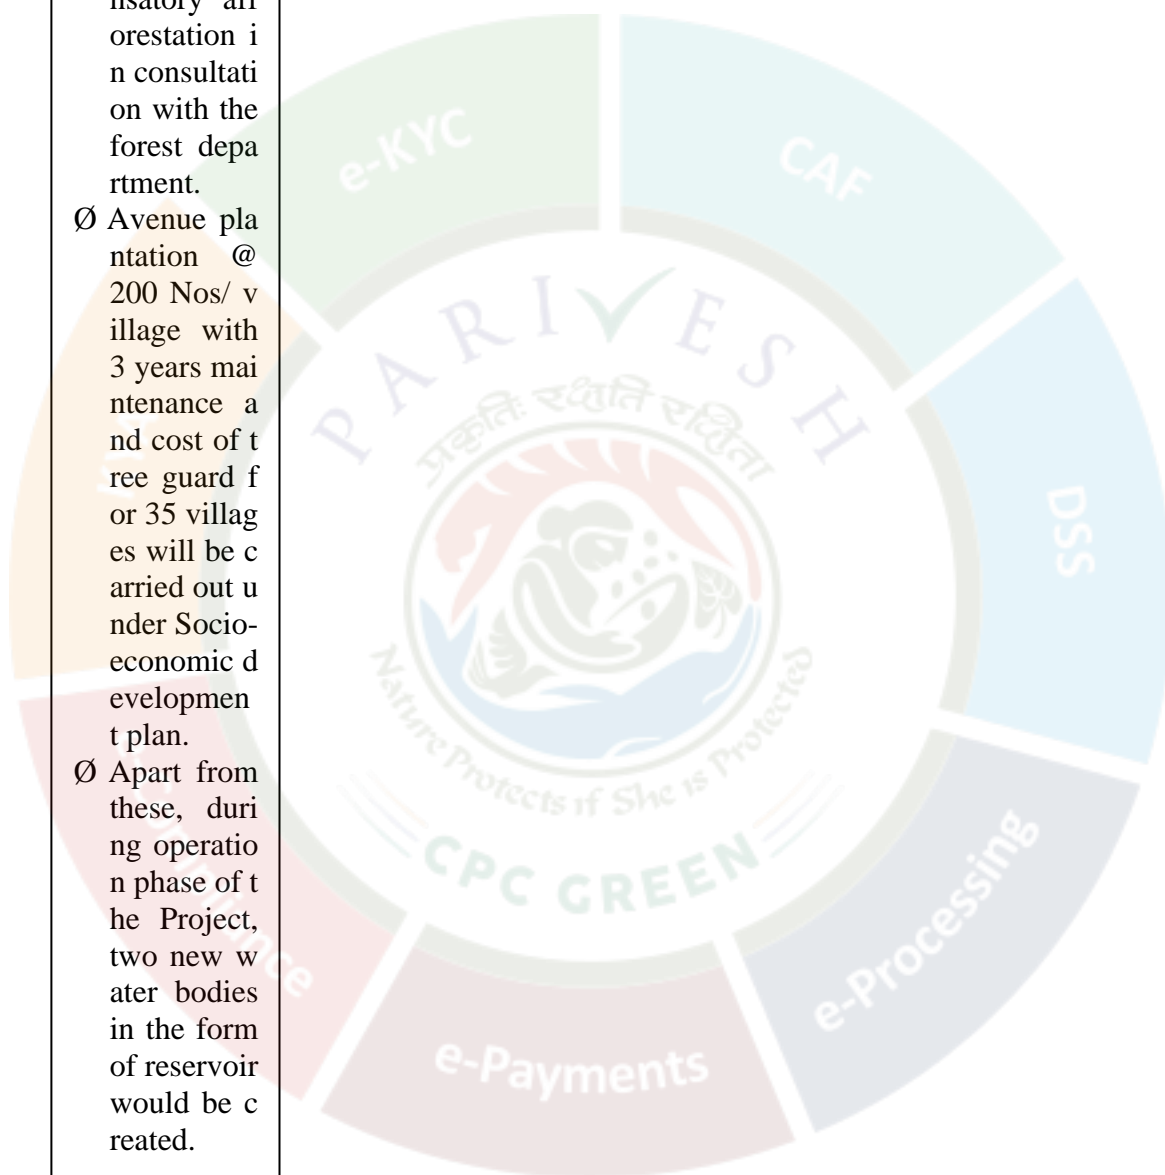 nsatory aff
orestation i
n consultati
on with the
forest depa
rtment.
Ø Avenue pla
ntation @
200 Nos/ v
illage with
3 years mai
ntenance a
nd cost of t
ree guard f
or 35 villag
es will be c
arried out u
nder Socio-
economic d
evelopmen
t plan.
Ø Apart from
these, duri
ng operatio
n phase of t
he Project,
two new w
ater bodies
in the form
of reservoir
would be c
reated.
e-KYC
CAF
DSS
e-Processing
e-Payments
PARIVESH
प्रकृतिः रक्षति रक्षिता
Nature Protects if She is Protected
CPC GREEN